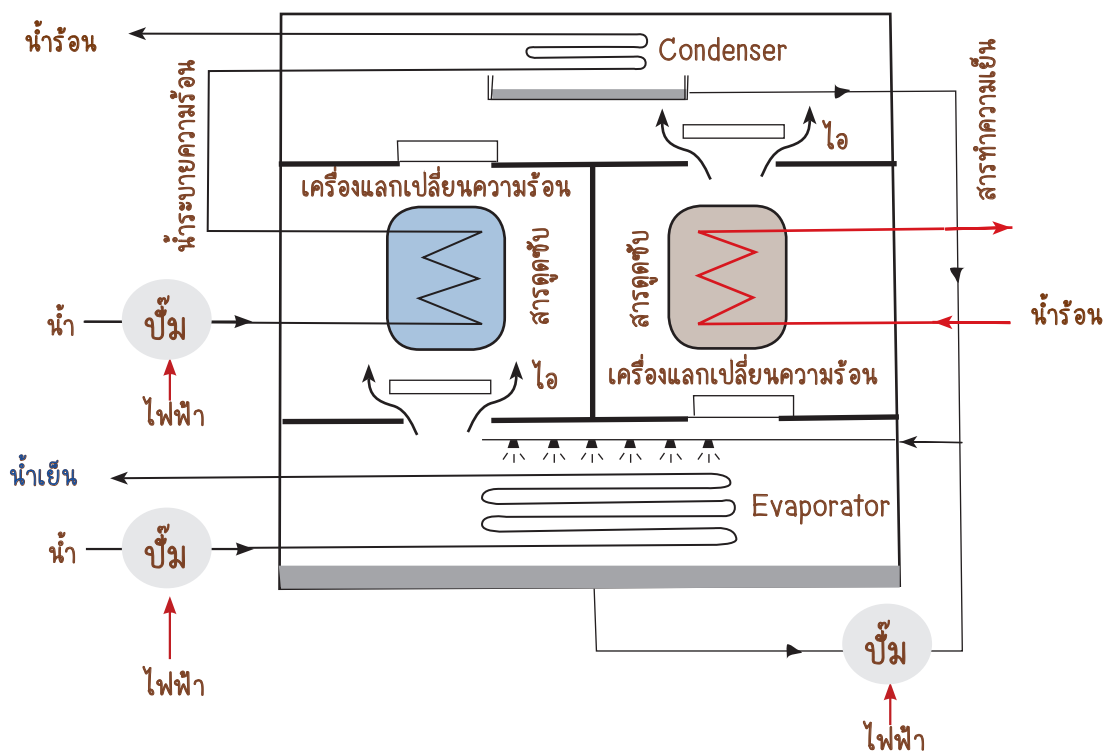 น้ำร้อน
Condenser
น้ำระบายความร้อน
สารทำความเย็น
ไอ
เครื่องแลกเปลี่ยนความร้อน
สารดูดซับ
สารดูดซับ
น้ำ
ปั๊ม
น้ำร้อน
ไฟฟ้า
ไอ
เครื่องแลกเปลี่ยนความร้อน
น้ำเย็น
Evaporator
น้ำ
ปั๊ม
ไฟฟ้า
ปั๊ม
ไฟฟ้า